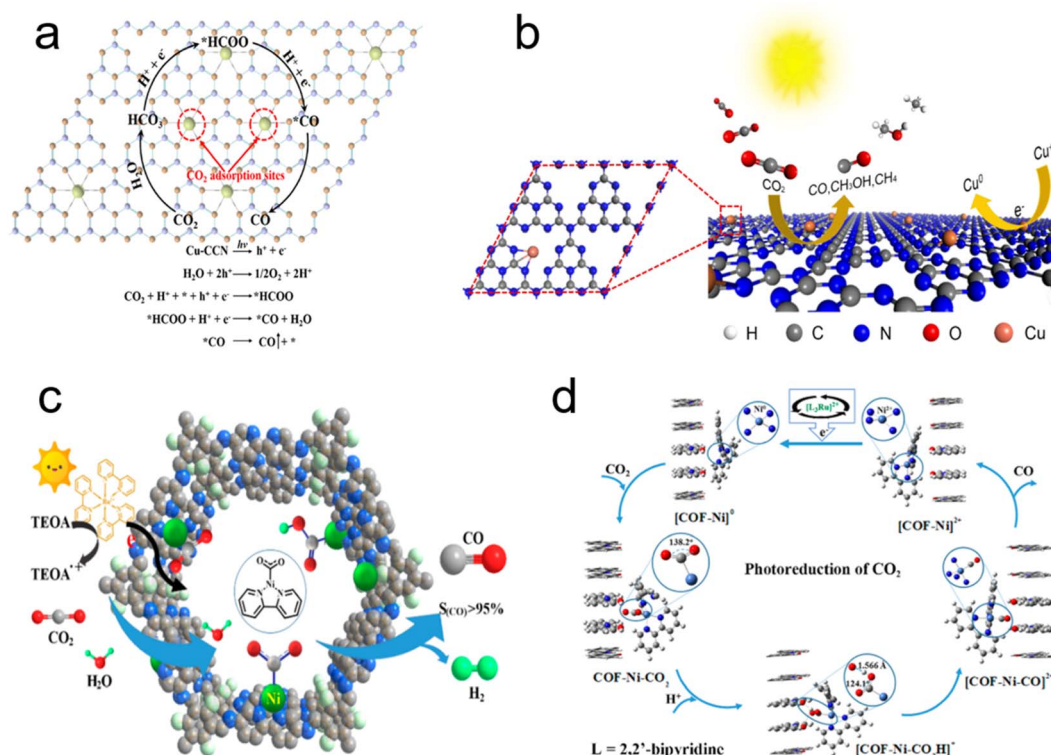 a
*HCOO
H⁺ + e⁻
H⁺ + e⁻
HCO₃⁻
*CO
CO₂ adsorption sites
H₂O
CO₂
CO
Cu-CCN —hν→ h⁺ + e⁻
H₂O + 2h⁺ → 1/2O₂ + 2H⁺
CO₂ + H⁺ + * + h⁺ + e⁻ → *HCOO
*HCOO + H⁺ + e⁻ → *CO + H₂O
*CO → CO↑ + *
b
CO₂
CO,CH₃OH,CH₄
Cu⁰
e⁻
H C N O Cu
c
TEOA
TEOA·+
CO₂
H₂O
Ni
Ni
CO
S(CO)>95%
H₂
d
Ni⁰
[L₃Ru]²⁺
e⁻
Ni²⁺
CO₂
[COF-Ni]⁰
[COF-Ni]²⁺
CO
138.2°
Photoreduction of CO₂
COF-Ni-CO₂
H⁺
1.566 Å
124.1°
[COF-Ni-CO]²⁺
L = 2,2'-bipyridine
[COF-Ni-CO₂H]⁺